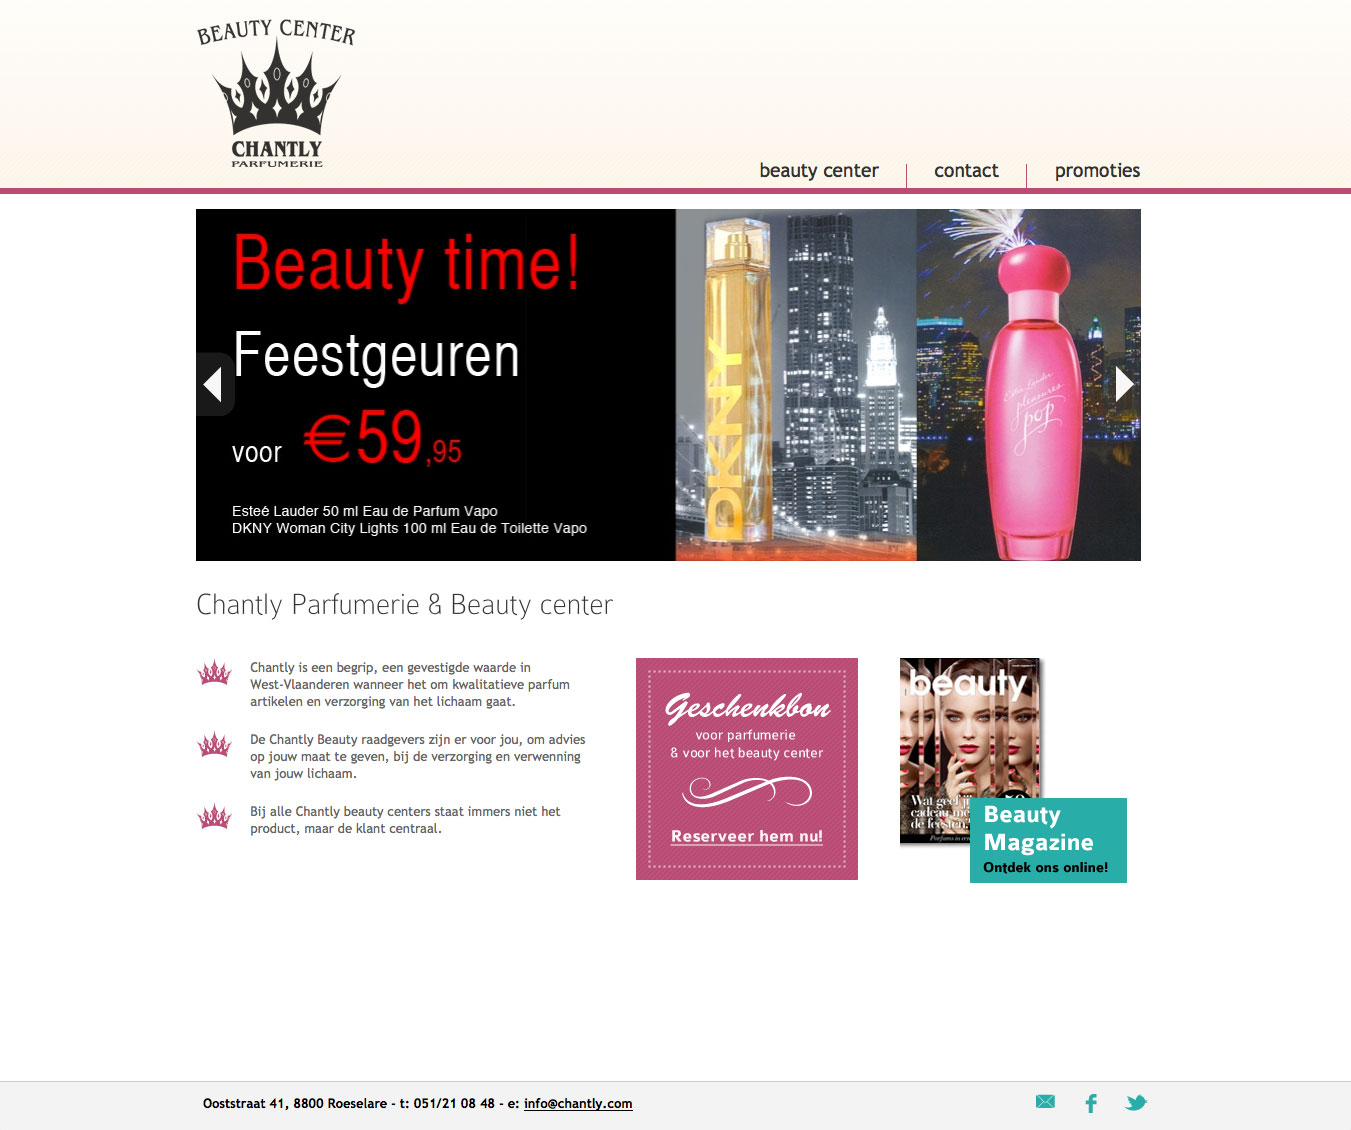 BEAUTY CENTER
CHANTLY
PARFUMERIE
beauty center
contact
promoties
Beauty time!
Feestgeuren
voor €59,95
Esteé Lauder 50 ml Eau de Parfum Vapo
DKNY Woman City Lights 100 ml Eau de Toilette Vapo
DKNY
Estée Lauder
pleasures
pop
Chantly Parfumerie & Beauty center
Chantly is een begrip, een gevestigde waarde in
West-Vlaanderen wanneer het om kwalitatieve parfum
artikelen en verzorging van het lichaam gaat.
De Chantly Beauty raadgevers zijn er voor jou, om advies
op jouw maat te geven, bij de verzorging en verwenning
van jouw lichaam.
Bij alle Chantly beauty centers staat immers niet het
product, maar de klant centraal.
Geschenkbon
voor parfumerie
& voor het beauty center
Reserveer hem nu!
beauty
Wat geef jij
cadeau
de feesten?
Beauty
Magazine
Ontdek ons online!
Ooststraat 41, 8800 Roeselare - t: 051/21 08 48 - e: info@chantly.com